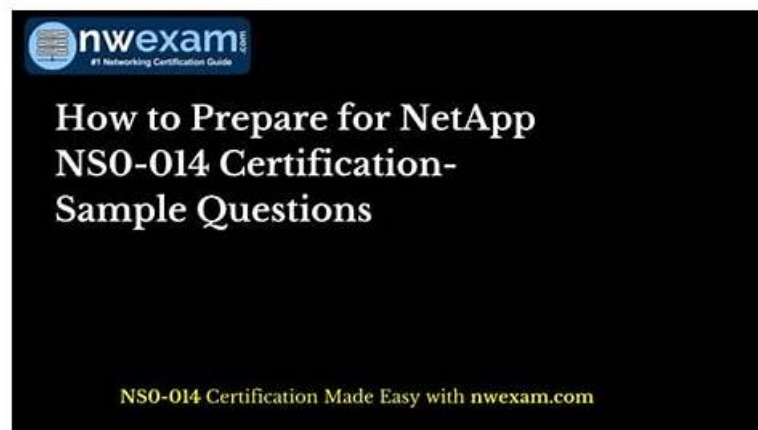 nwexam.com
#1 Networking Certification Guide
How to Prepare for NetApp
NS0-014 Certification-
Sample Questions
NS0-014 Certification Made Easy with nwexam.com